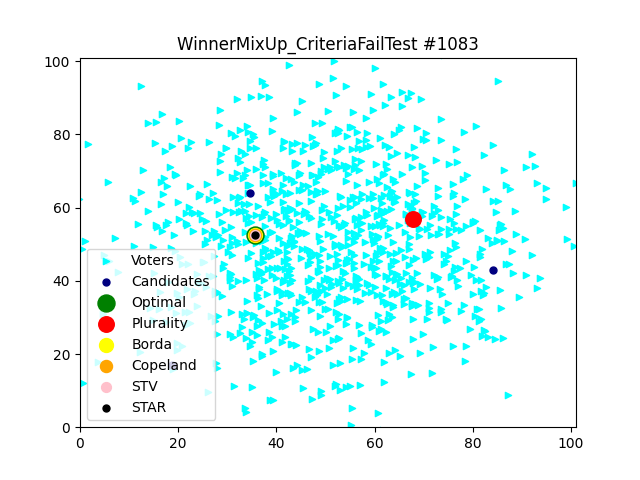 WinnerMixUp_CriteriaFailTest #1083
100
80
60
40
20
0
0
20
40
60
80
100
Voters
Candidates
Optimal
Plurality
Borda
Copeland
STV
STAR